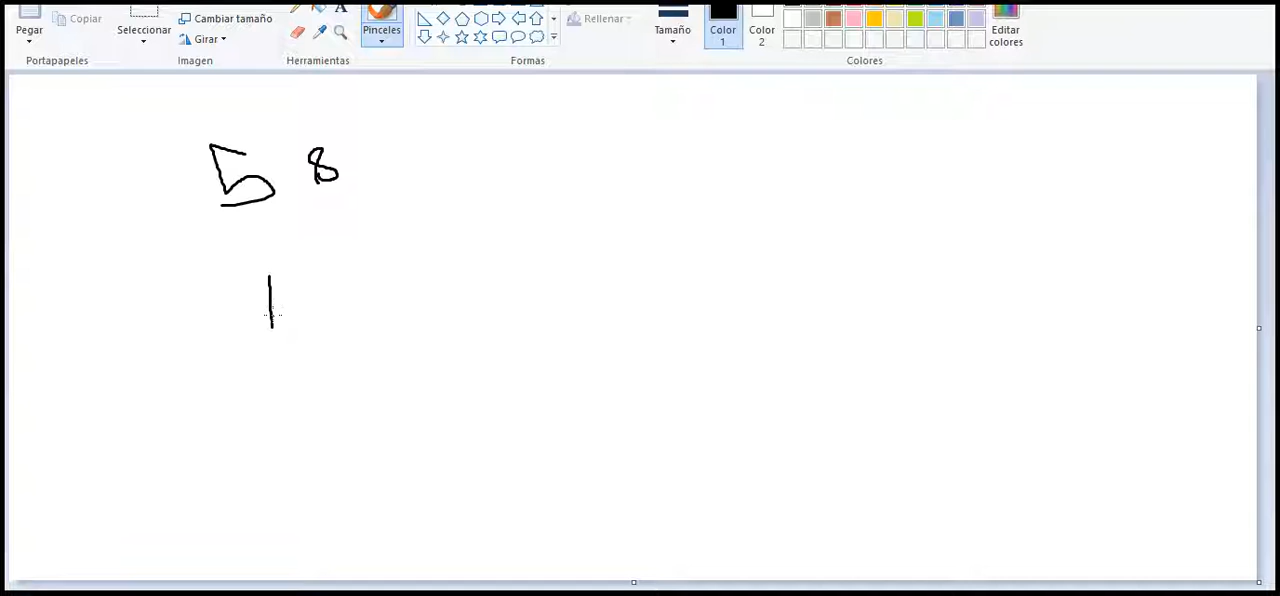 Pegar Copiar Seleccionar Cambiar tamaño Girar A Pinceles Rellenar Tamaño Color 1 Color 2 Editar colores
Portapapeles Imagen Herramientas Formas Colores
5 8
1